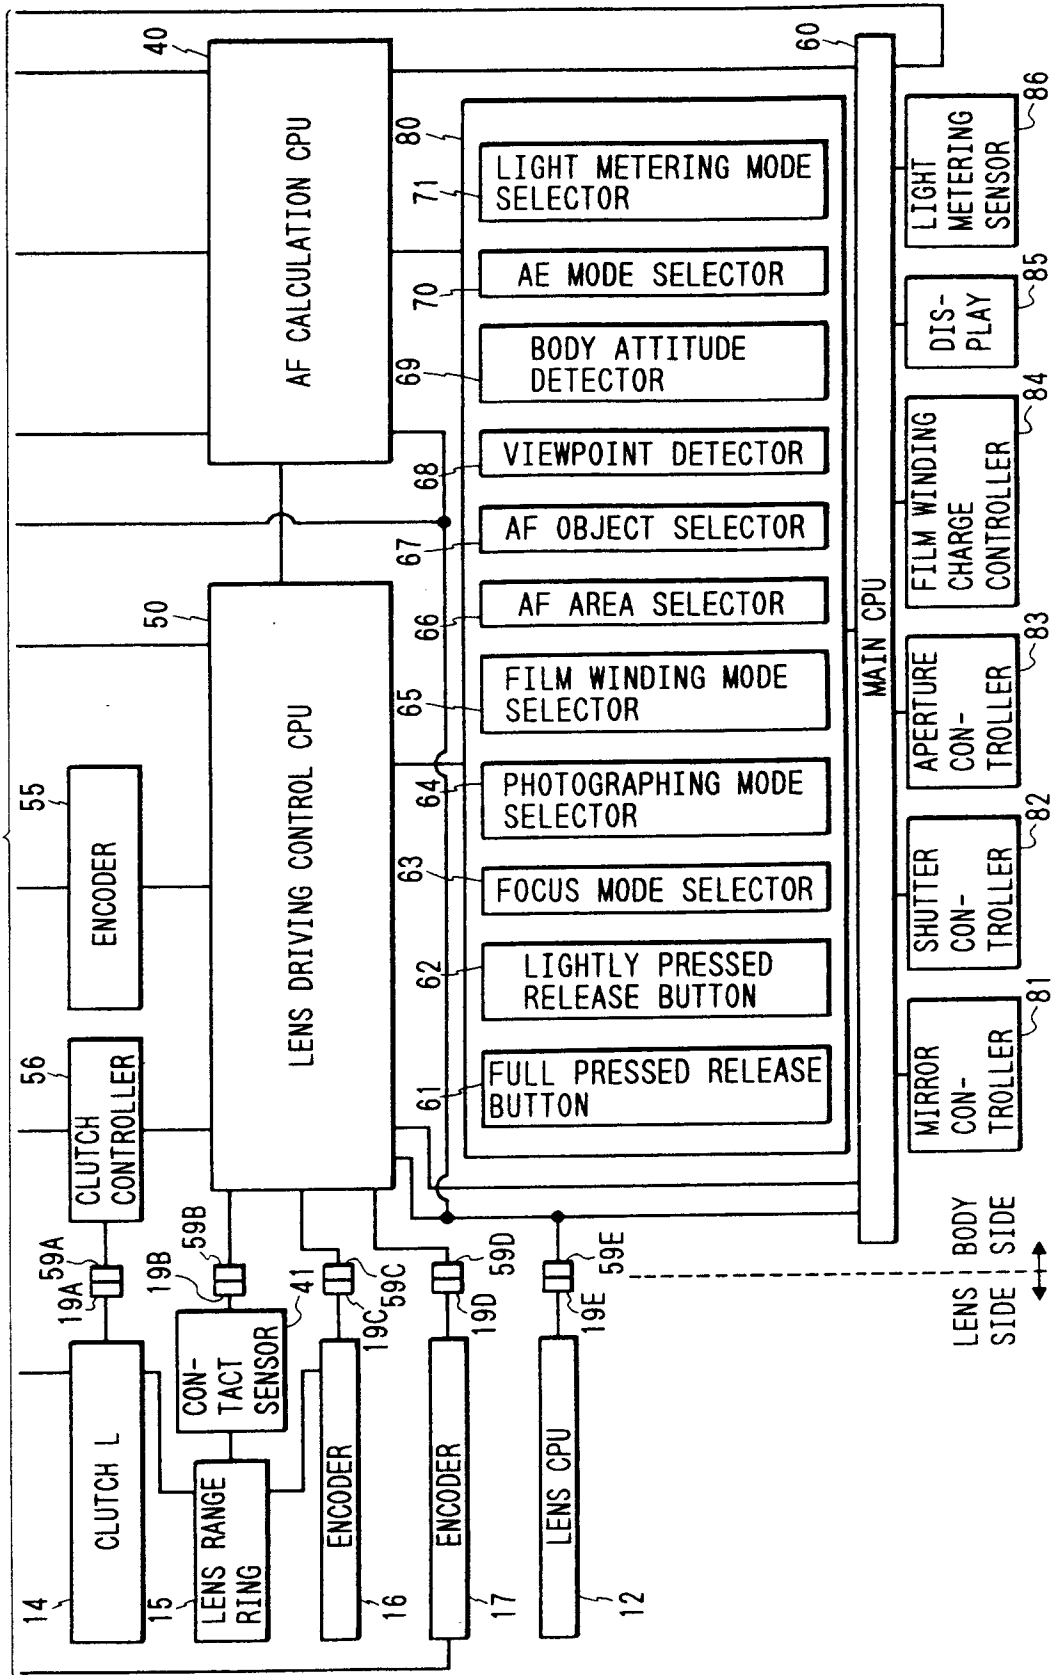 14
CLUTCH L
19A
59A
CLUTCH
CONTROLLER
56
ENCODER
55
15
LENS RANGE
RING
CON-
TACT
SENSOR
41
19B
59B
LENS DRIVING CONTROL CPU
50
AF CALCULATION CPU
40
16
ENCODER
19C
59C
17
ENCODER
19D
59D
12
LENS CPU
19E
59E
61
FULL PRESSED RELEASE
BUTTON
62
LIGHTLY PRESSED
RELEASE BUTTON
63
FOCUS MODE SELECTOR
64
PHOTOGRAPHING MODE
SELECTOR
65
FILM WINDING MODE
SELECTOR
66
AF AREA SELECTOR
67
AF OBJECT SELECTOR
68
VIEWPOINT DETECTOR
69
BODY ATTITUDE
DETECTOR
70
AE MODE SELECTOR
71
LIGHT METERING MODE
SELECTOR
80
MAIN CPU
60
MIRROR
CON-
TROLLER
81
SHUTTER
CON-
TROLLER
82
APERTURE
CON-
TROLLER
83
FILM WINDING
CHARGE
CONTROLLER
84
DIS-
PLAY
85
LIGHT
METERING
SENSOR
86
LENS
SIDE
BODY
SIDE